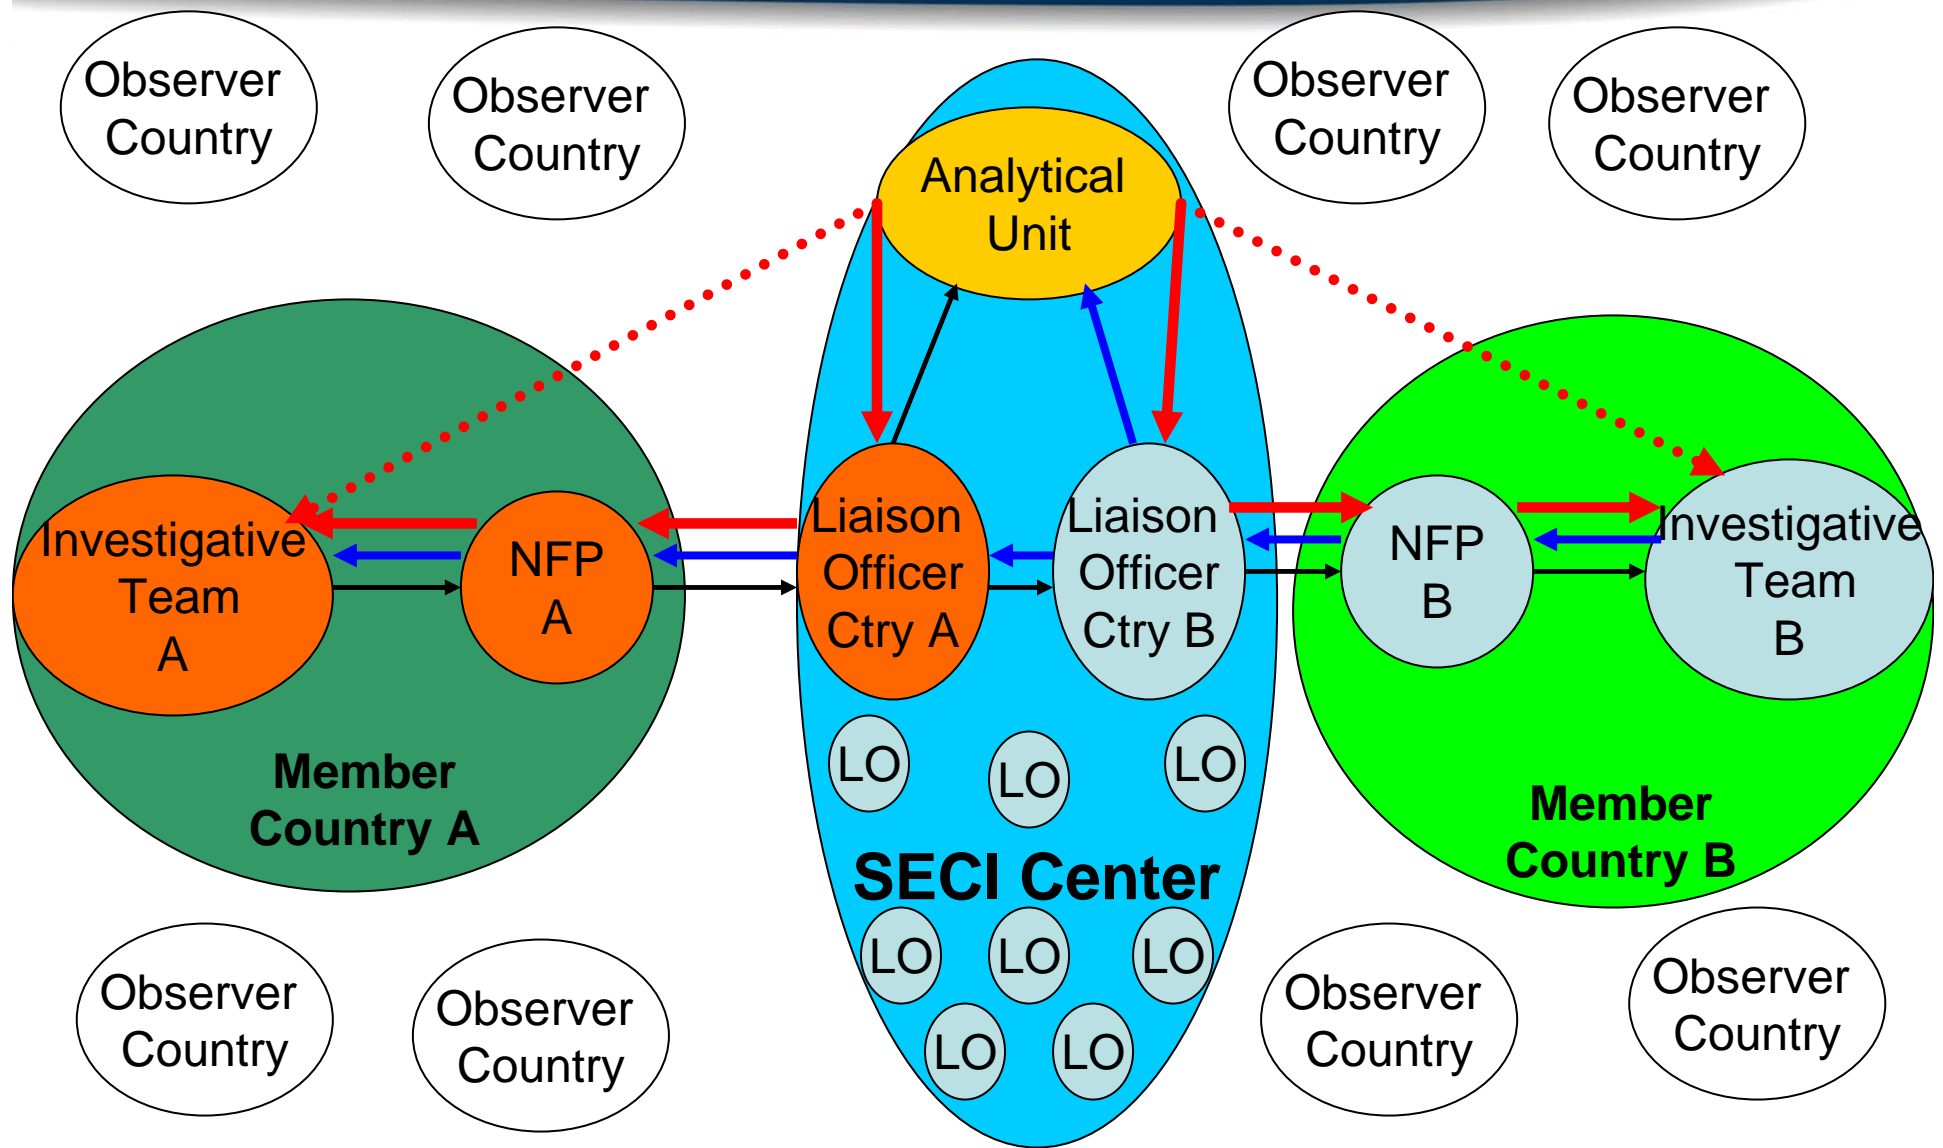 Observer
Country
Observer
Country
Observer
Country
Observer
Country
Analytical
Unit
Investigative
Team
A
NFP
A
Liaison
Officer
Ctry A
Liaison
Officer
Ctry B
NFP
B
Investigative
Team
B
Member
Country A
LO
LO
LO
Member
Country B
SECI Center
LO
LO
LO
LO
LO
Observer
Country
Observer
Country
Observer
Country
Observer
Country